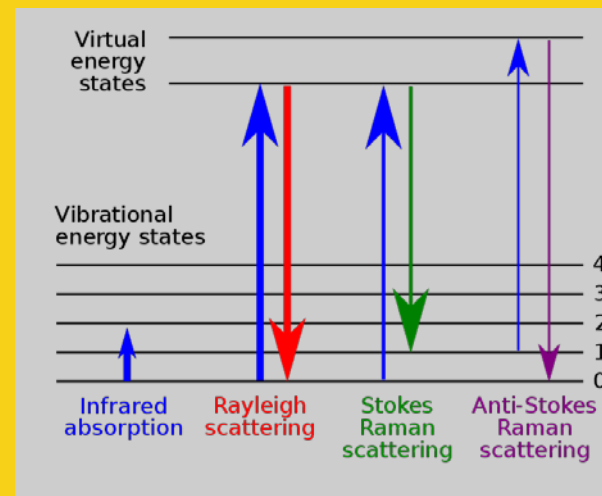 Virtual
energy
states
Vibrational
energy states
4
3
2
1
0
Infrared
absorption
Rayleigh
scattering
Stokes
Raman
scattering
Anti-Stokes
Raman
scattering